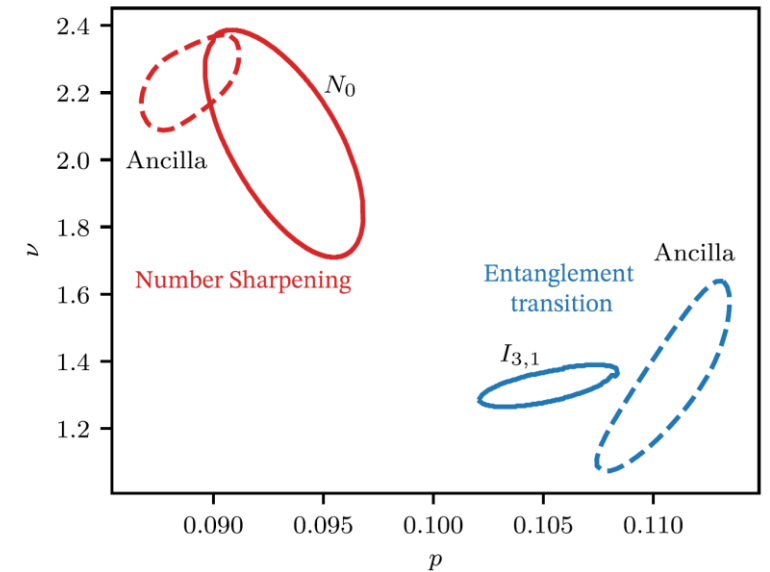 2.4
2.2
2.0
1.8
1.6
1.4
1.2
ν
N₀
Ancilla
Number Sharpening
Ancilla
Entanglement
transition
I₃,₁
0.090 0.095 0.100 0.105 0.110
p